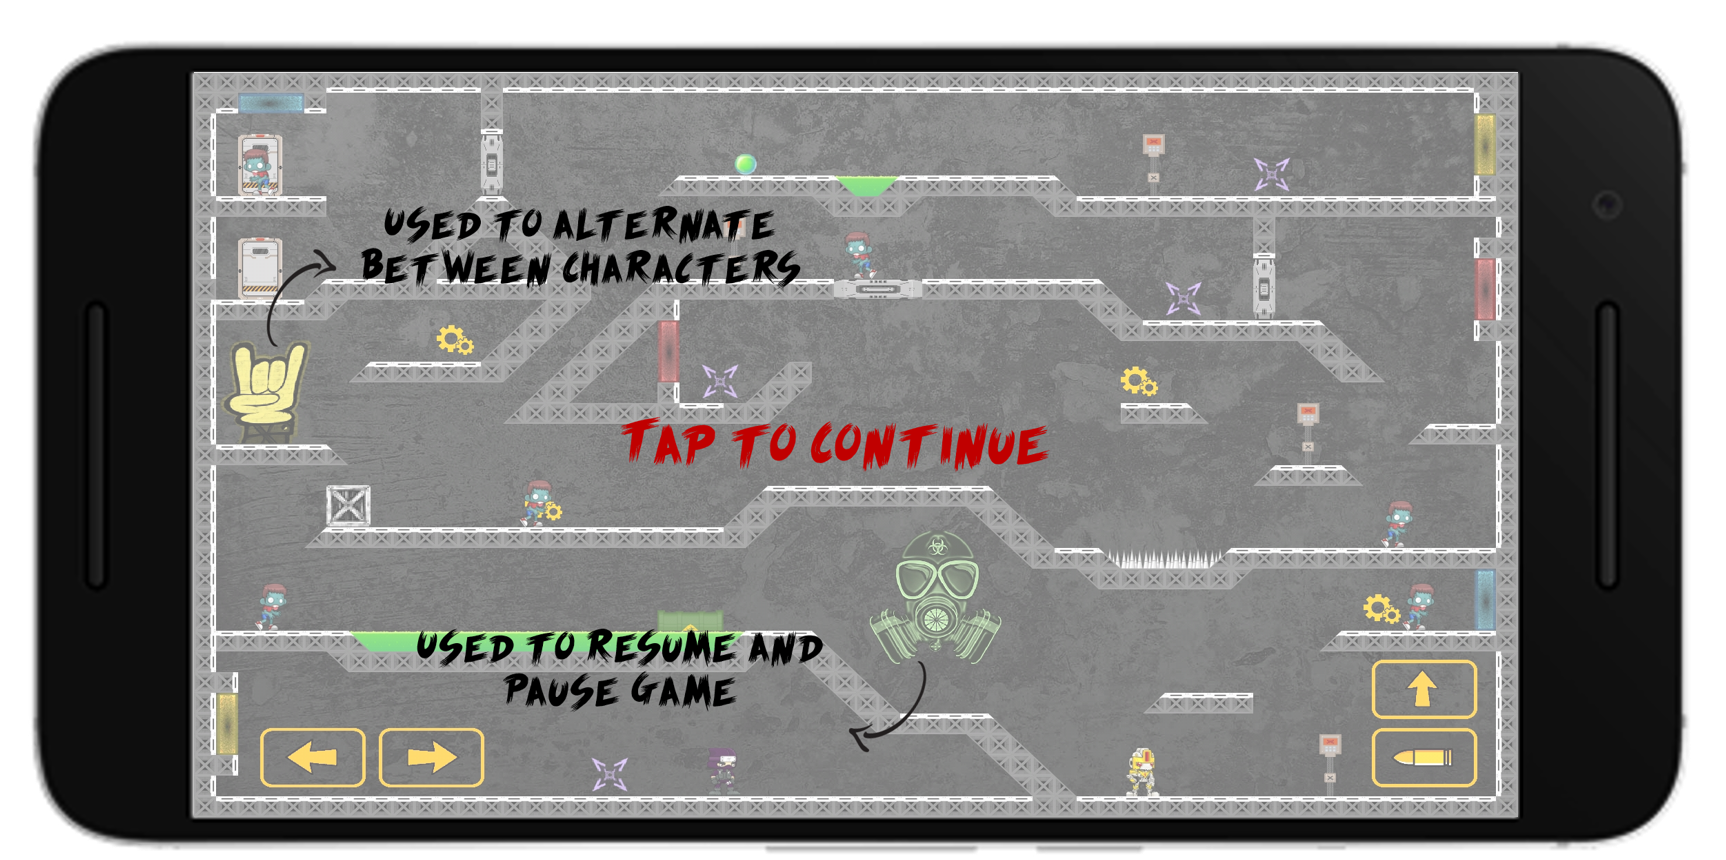 USED TO ALTERNATE
BETWEEN CHARACTERS
TAP TO CONTINUE
USED TO RESUME AND
PAUSE GAME